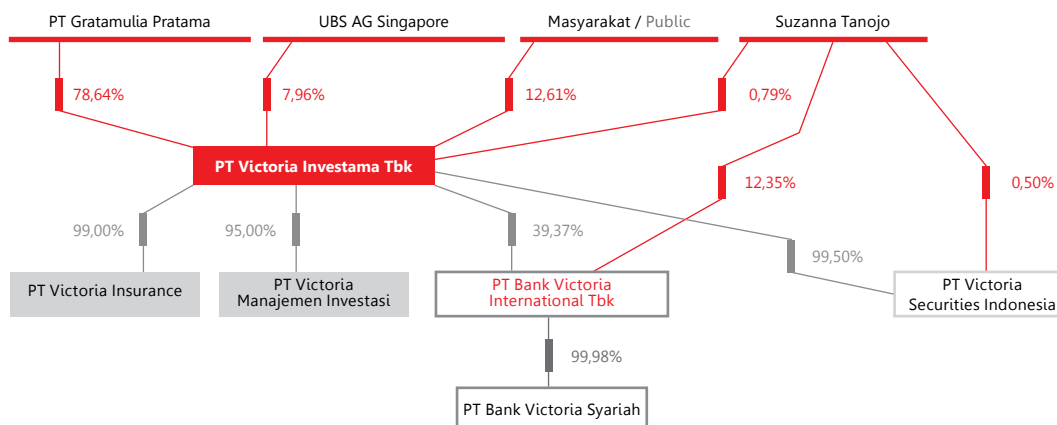 PT Gratamulia Pratama
UBS AG Singapore
Masyarakat / Public
Suzanna Tanojo
78,64%
7,96%
12,61%
0,79%
PT Victoria Investama Tbk
12,35%
0,50%
99,00%
95,00%
39,37%
99,50%
PT Victoria Insurance
PT Victoria
Manajemen Investasi
PT Bank Victoria
International Tbk
PT Victoria
Securities Indonesia
99,98%
PT Bank Victoria Syariah